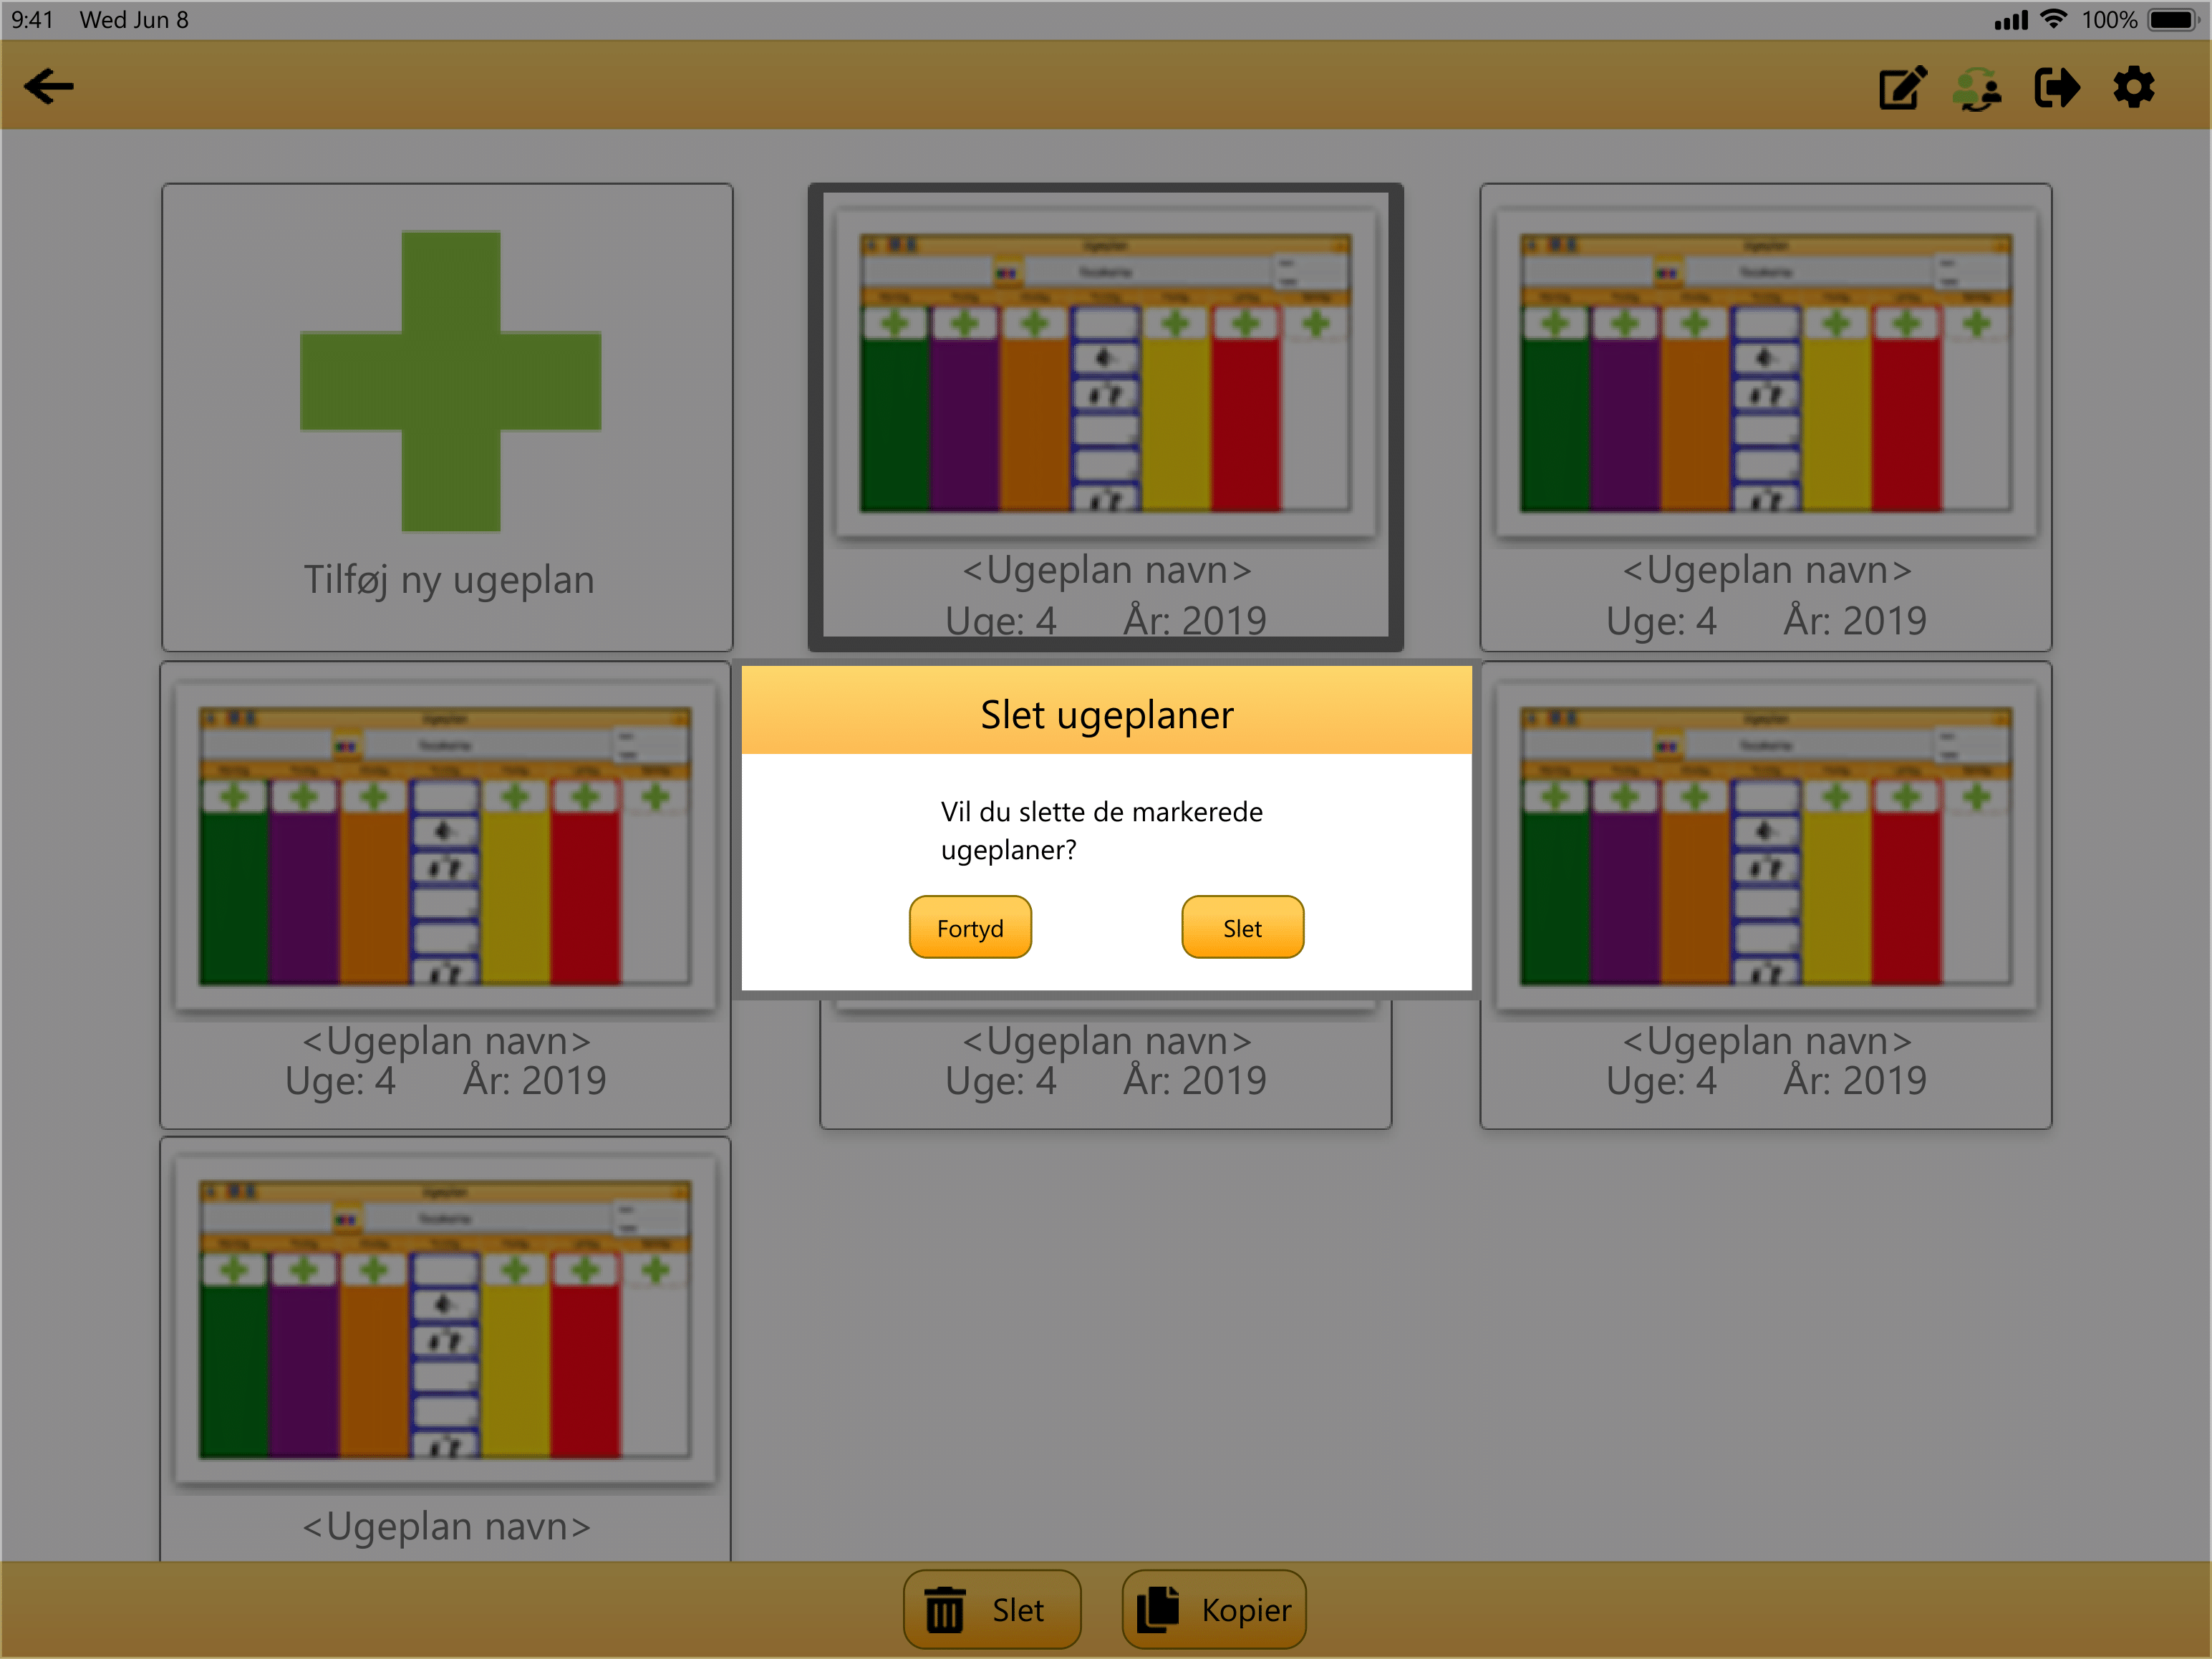 9:41 Wed Jun 8 100%
Tilføj ny ugeplan
<Ugeplan navn>
Uge: 4 År: 2019
<Ugeplan navn>
Uge: 4 År: 2019
Slet ugeplaner
Vil du slette de markerede
ugeplaner?
Fortyd Slet
<Ugeplan navn>
Uge: 4 År: 2019
<Ugeplan navn>
Uge: 4 År: 2019
<Ugeplan navn>
Uge: 4 År: 2019
<Ugeplan navn>
Slet Kopier